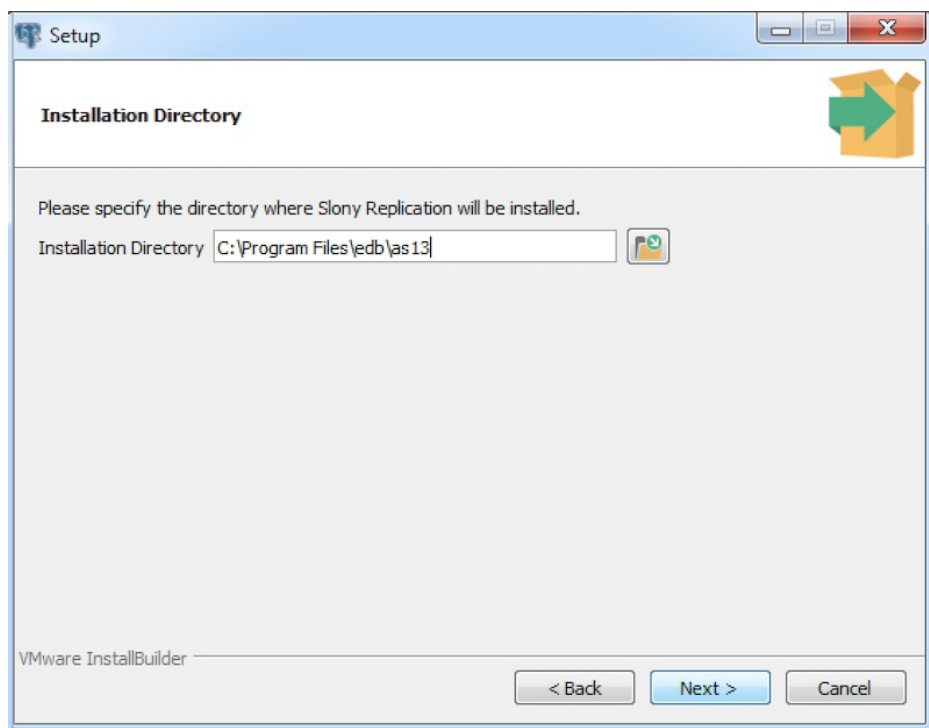 Setup
Installation Directory
Please specify the directory where Slony Replication will be installed.
Installation Directory C:\Program Files\edb\as13
VMware InstallBuilder
< Back Next > Cancel